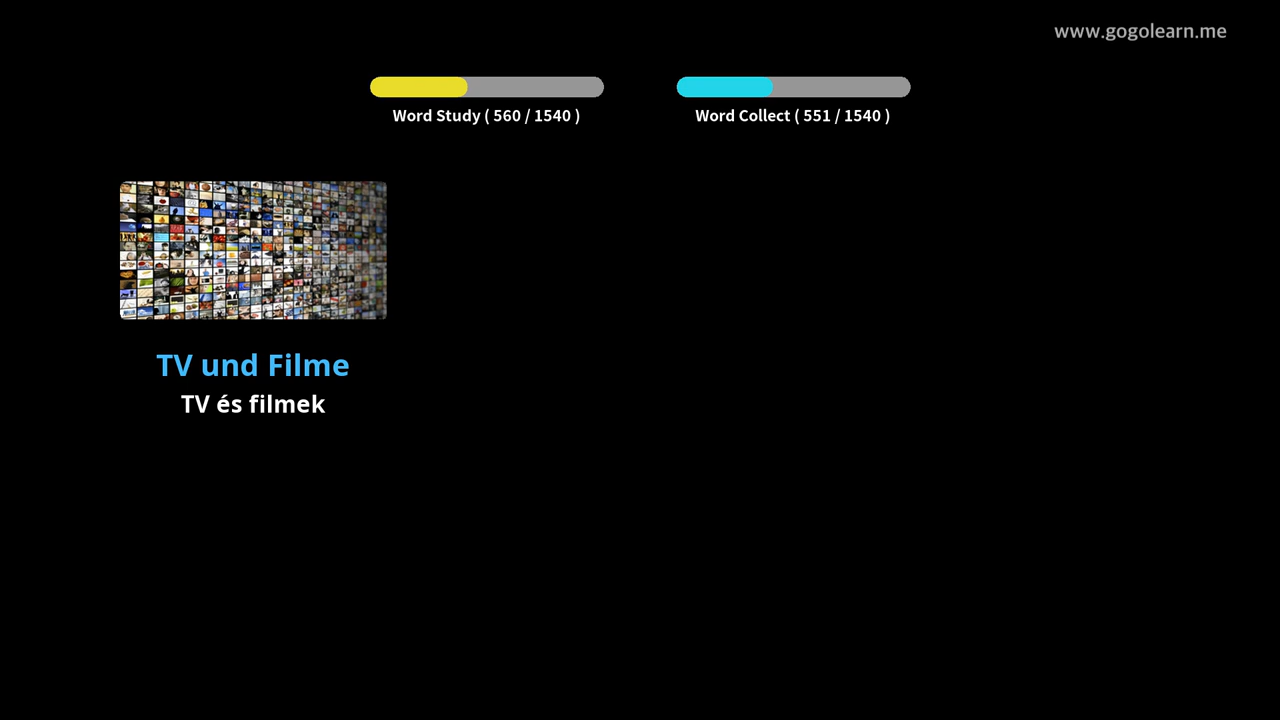 www.gogolearn.me
Word Study ( 560 / 1540 )
Word Collect ( 551 / 1540 )
TV und Filme
TV és filmek